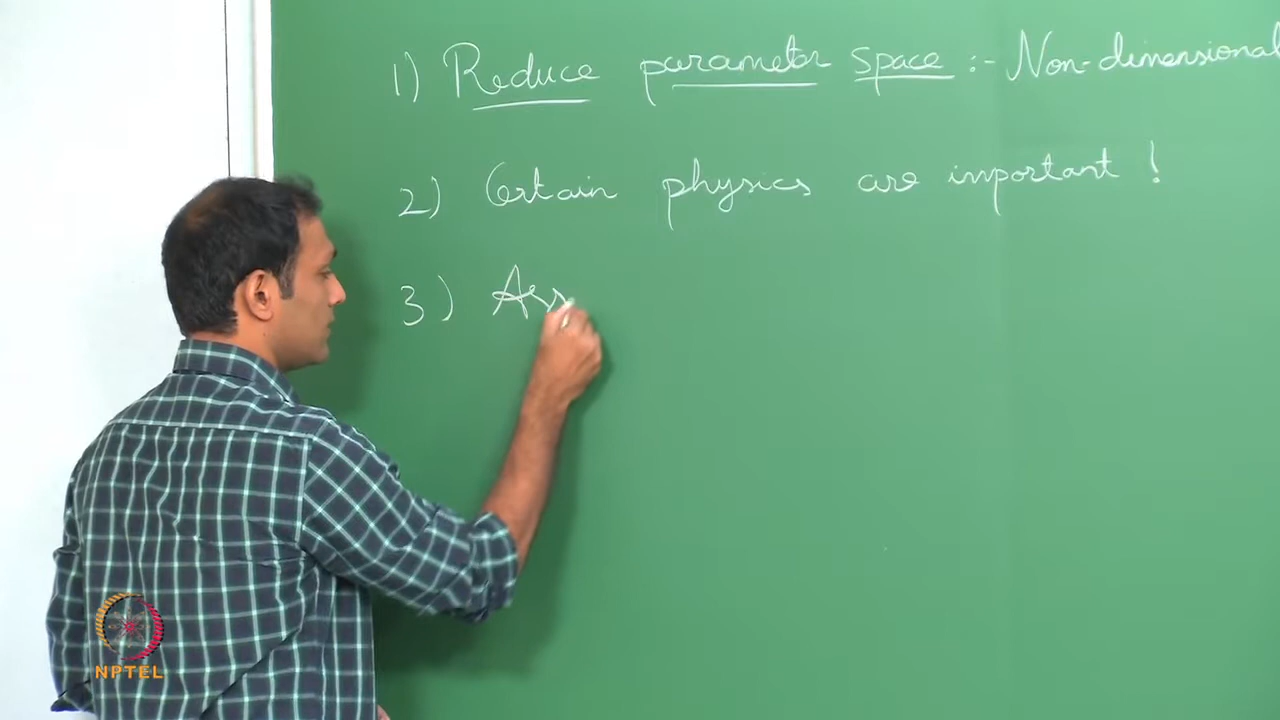 1) Reduce parameter space :- Non-dimensional
2) Certain physics are important !
3)
NPTEL